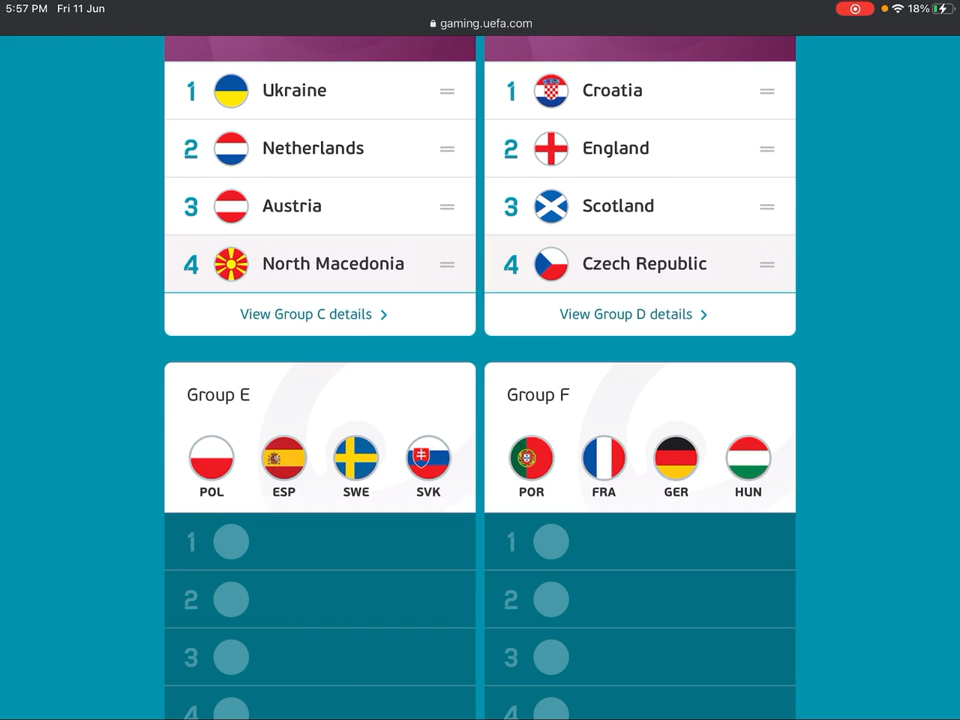 5:57 PM Fri 11 Jun
18%
gaming.uefa.com
1 Ukraine
2 Netherlands
3 Austria
4 North Macedonia
View Group C details
1 Croatia
2 England
3 Scotland
4 Czech Republic
View Group D details
Group E
POL ESP SWE SVK
1
2
3
4
Group F
POR FRA GER HUN
1
2
3
4